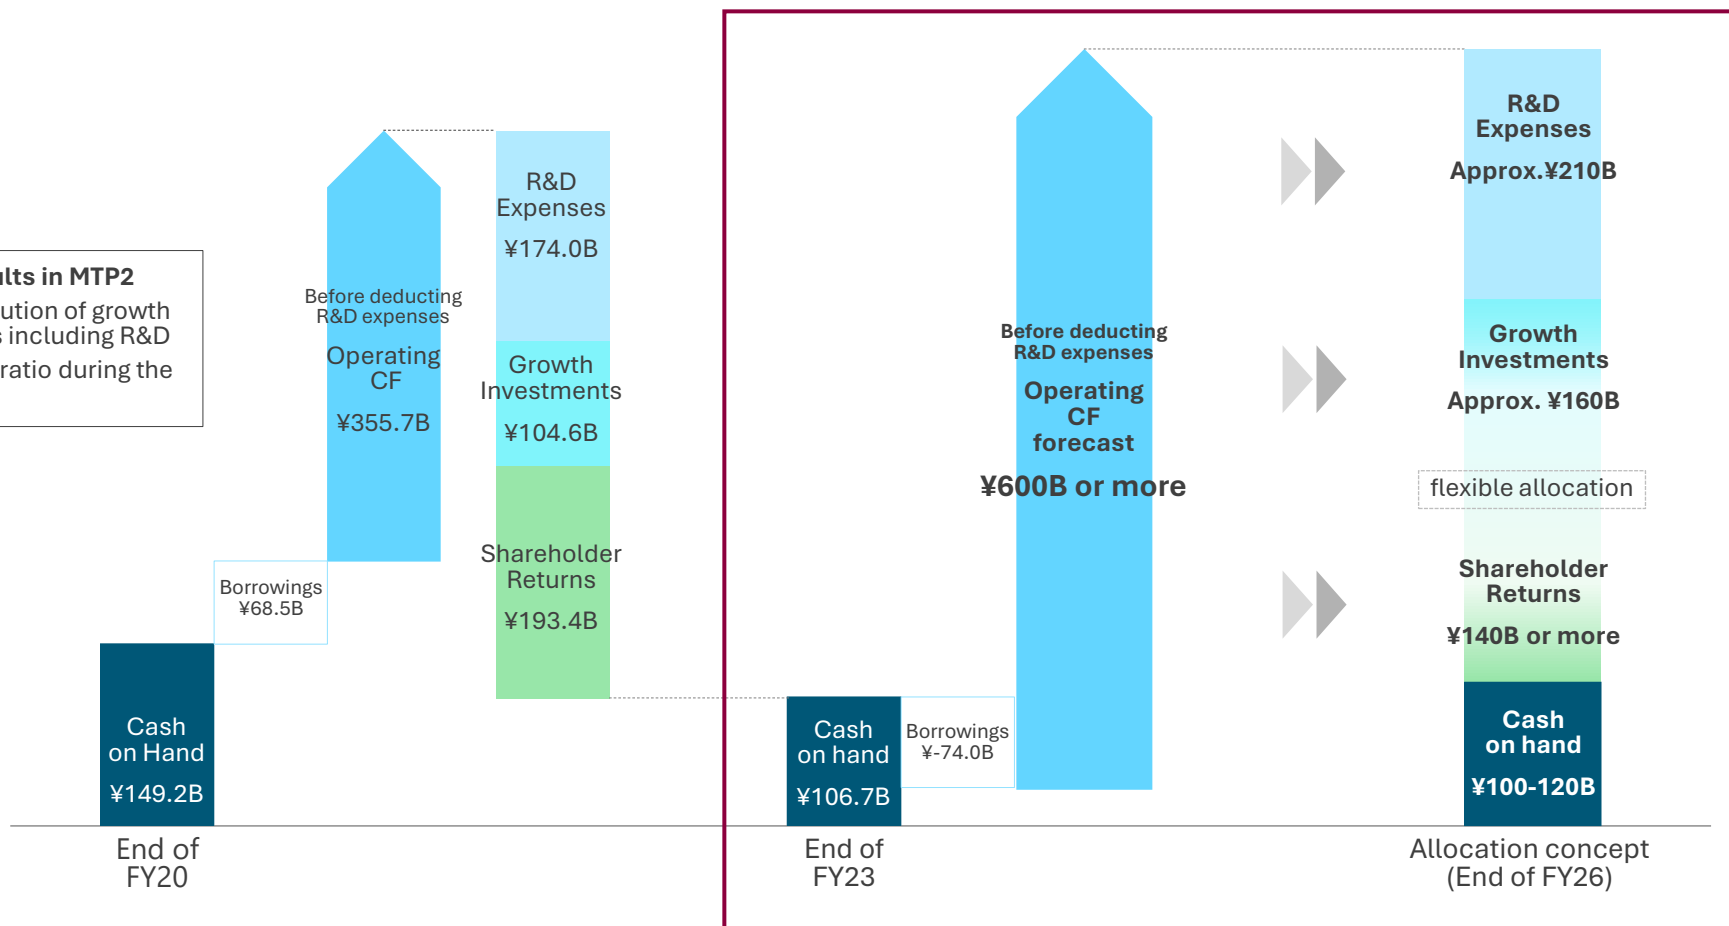 ults in MTP2
ution of growth
s including R&D
ratio during the
Cash
on Hand
¥149.2B
End of
FY20
Borrowings
¥68.5B
Before deducting
R&D expenses
Operating
CF
¥355.7B
R&D
Expenses
¥174.0B
Growth
Investments
¥104.6B
Shareholder
Returns
¥193.4B
Cash
on hand
¥106.7B
End of
FY23
Borrowings
¥-74.0B
Before deducting
R&D expenses
Operating
CF
forecast
¥600B or more
R&D
Expenses
Approx.¥210B
Growth
Investments
Approx. ¥160B
flexible allocation
Shareholder
Returns
¥140B or more
Cash
on hand
¥100-120B
Allocation concept
(End of FY26)